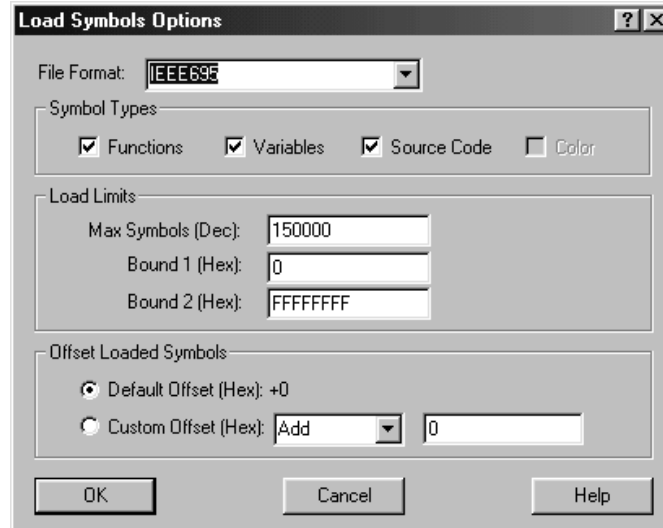 Load Symbols Options
File Format: IEEE695
Symbol Types
Functions Variables Source Code Color
Load Limits
Max Symbols (Dec): 150000
Bound 1 (Hex): 0
Bound 2 (Hex): FFFFFFFF
Offset Loaded Symbols
Default Offset (Hex): +0
Custom Offset (Hex): Add 0
OK Cancel Help